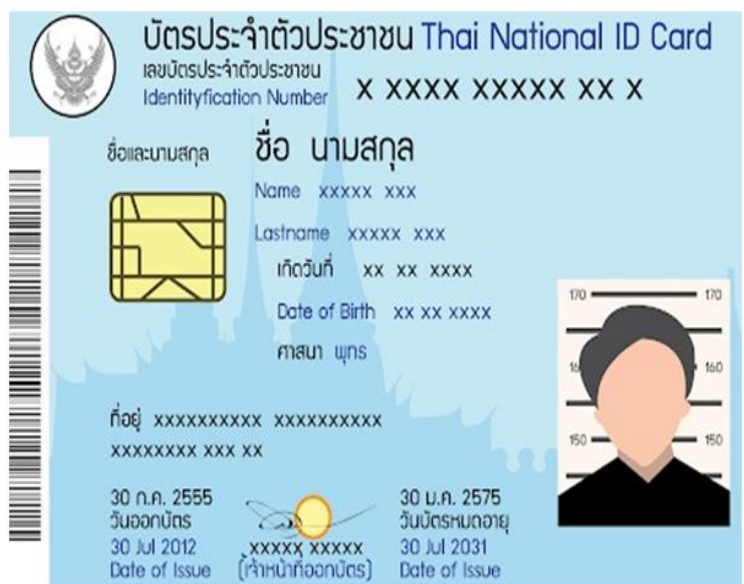 บัตรประจำตัวประชาชน Thai National ID Card
เลขบัตรประจำตัวประชาชน
Identityfication Number X XXXX XXXXX XX X
ชื่อและนามสกุล ชื่อ นามสกุล
Name xxxxx xxx
Lastname xxxxx xxx
เกิดวันที่ xx xx xxxx
Date of Birth xx xx xxxx
ศาสนา พุทธ
ที่อยู่ xxxxxxxxxx xxxxxxxxxx
xxxxxxxx xxx xx
170 170
16 160
150 150
30 ก.ค. 2555
วันออกบัตร
30 Jul 2012
Date of Issue
xxxxx xxxxx
(เจ้าหน้าที่ออกบัตร)
30 ม.ค. 2575
วันบัตรหมดอายุ
30 Jul 2031
Date of Issue